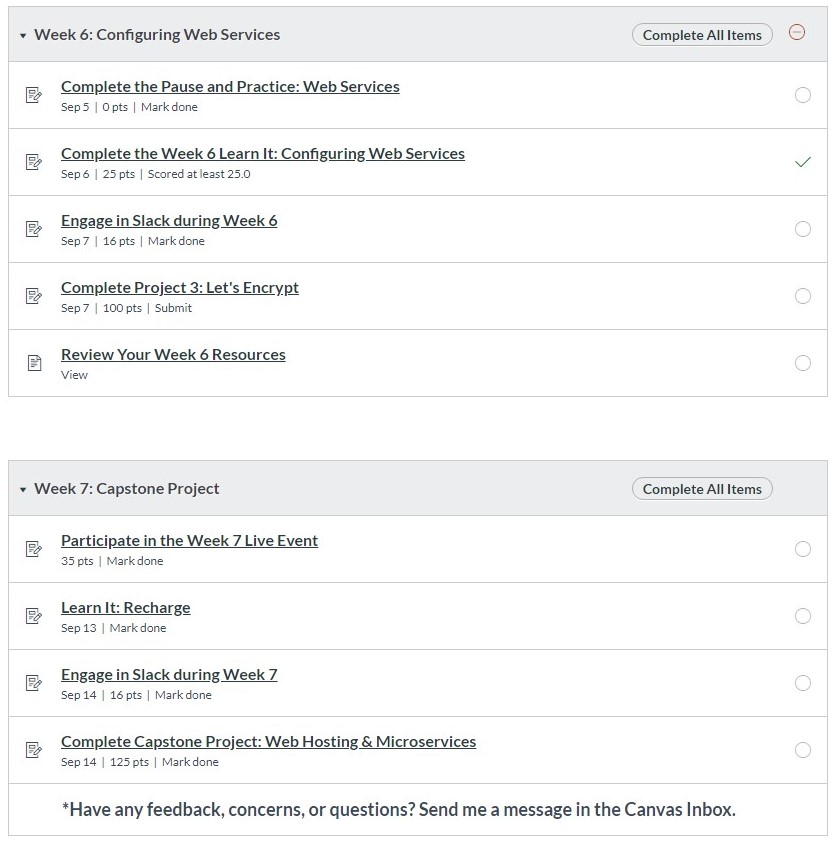 Week 6: Configuring Web Services
Complete All Items
Complete the Pause and Practice: Web Services
Sep 5 | 0 pts | Mark done
Complete the Week 6 Learn It: Configuring Web Services
Sep 6 | 25 pts | Scored at least 25.0
Engage in Slack during Week 6
Sep 7 | 16 pts | Mark done
Complete Project 3: Let's Encrypt
Sep 7 | 100 pts | Submit
Review Your Week 6 Resources
View
Week 7: Capstone Project
Complete All Items
Participate in the Week 7 Live Event
35 pts | Mark done
Learn It: Recharge
Sep 13 | Mark done
Engage in Slack during Week 7
Sep 14 | 16 pts | Mark done
Complete Capstone Project: Web Hosting & Microservices
Sep 14 | 125 pts | Mark done
*Have any feedback, concerns, or questions? Send me a message in the Canvas Inbox.